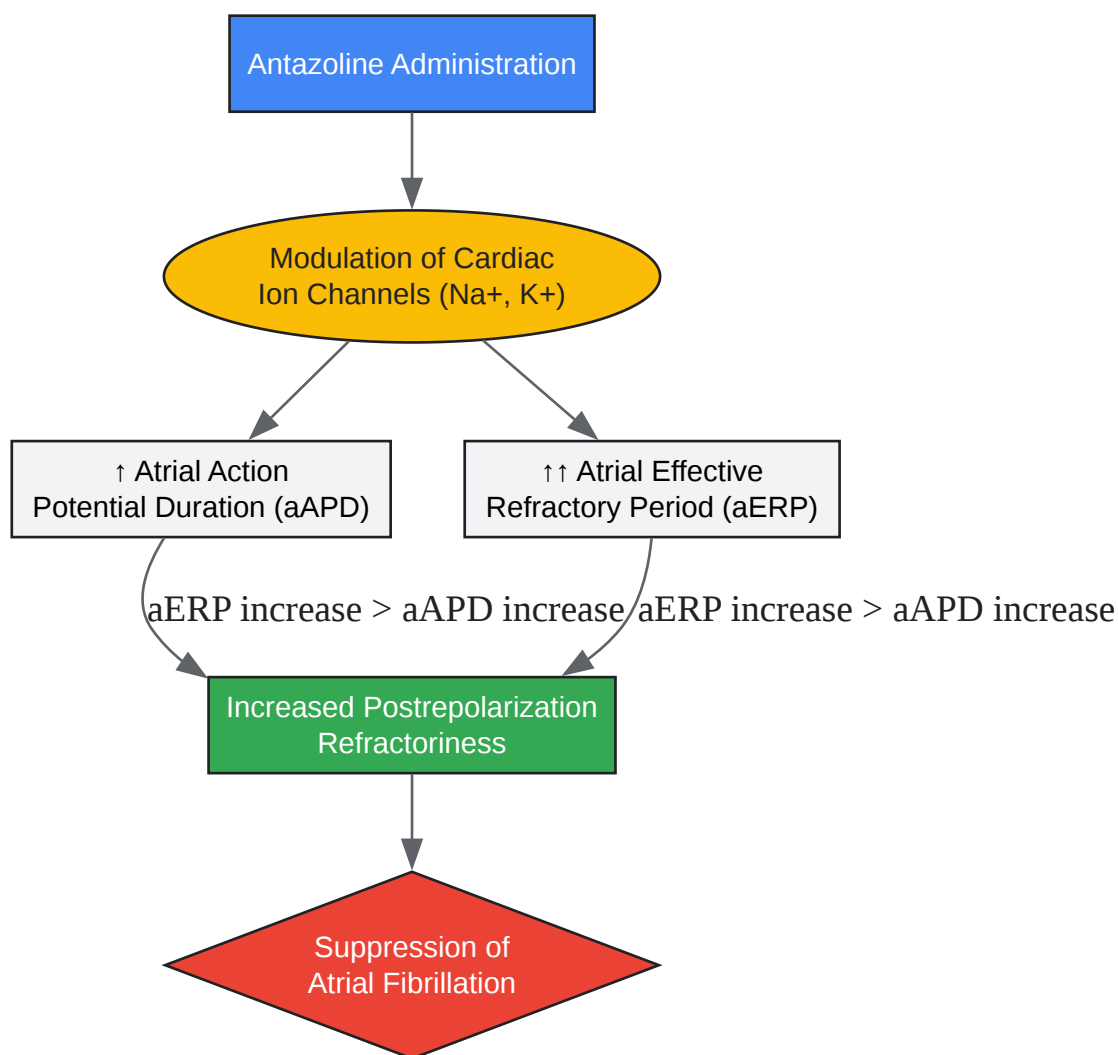 Antazoline Administration
Modulation of Cardiac
Ion Channels (Na+, K+)
↑ Atrial Action
Potential Duration (aAPD)
↑↑ Atrial Effective
Refractory Period (aERP)
aERP increase > aAPD increase
aERP increase > aAPD increase
Increased Postrepolarization
Refractoriness
Suppression of
Atrial Fibrillation